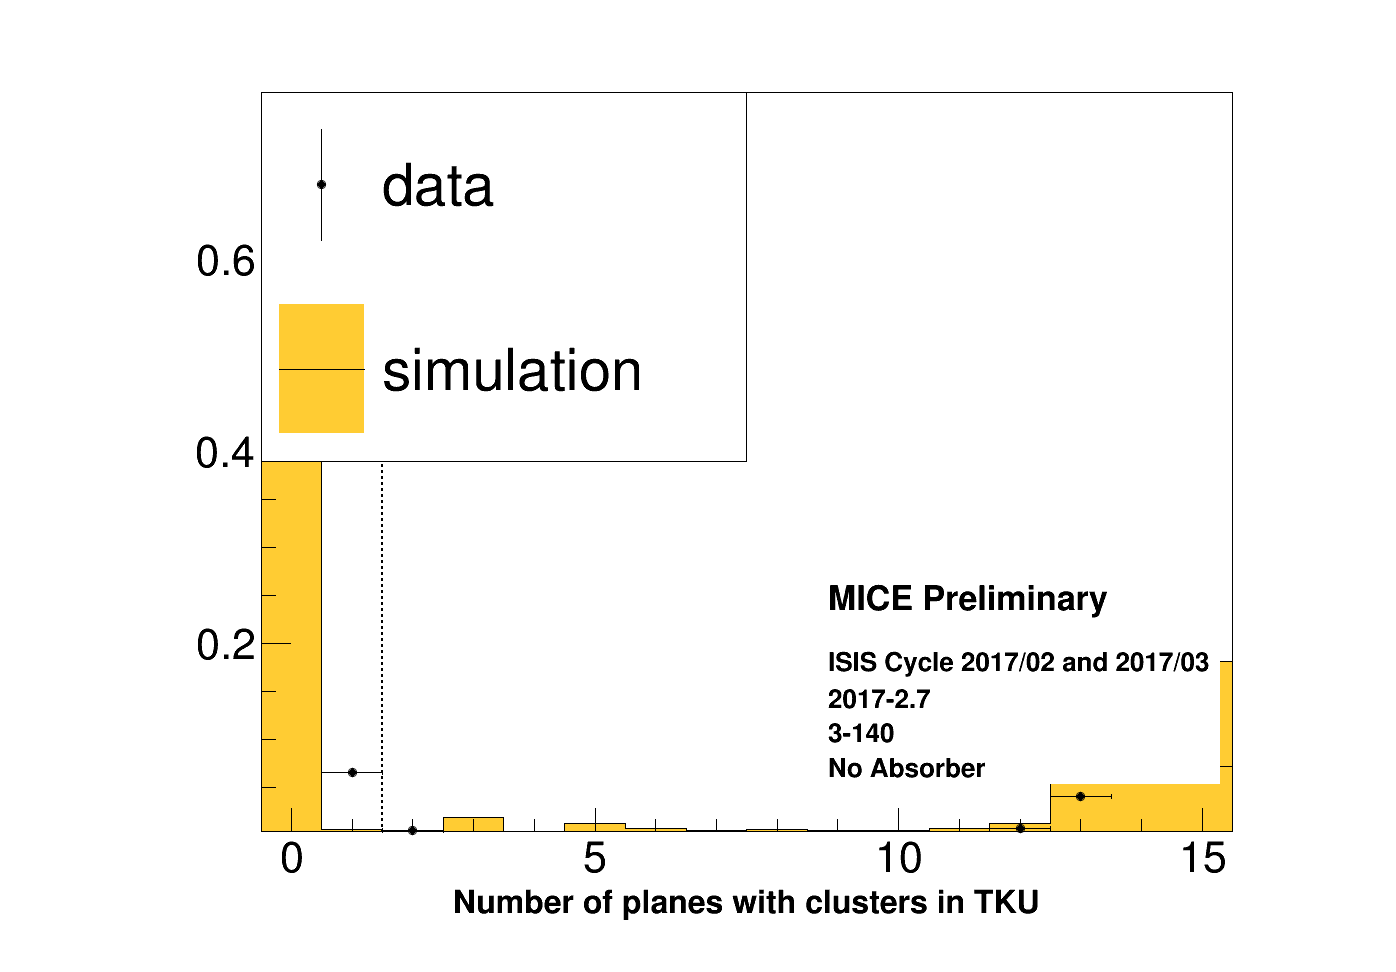 data
0.6
simulation
0.4
MICE Preliminary
0.2
ISIS Cycle 2017/02 and 2017/03
2017-2.7
3-140
No Absorber
0 5 10 15
Number of planes with clusters in TKU